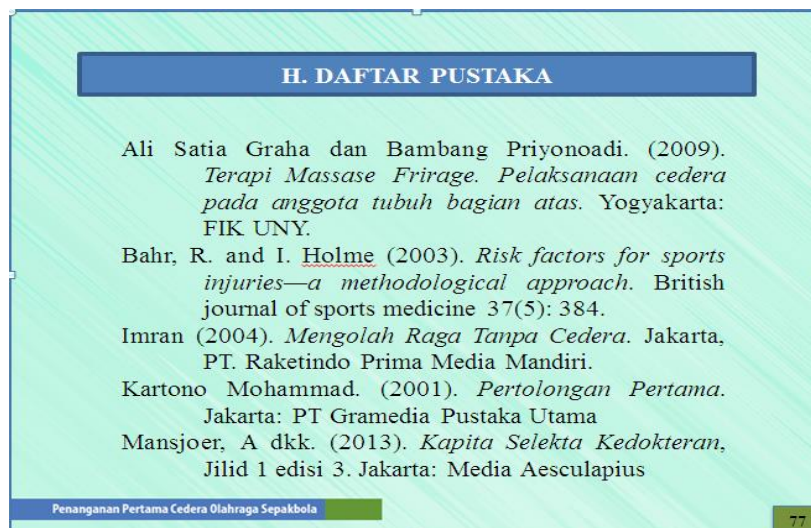 H. DAFTAR PUSTAKA
Ali Satia Graha dan Bambang Priyonoadi. (2009).
Terapi Massase Frirage. Pelaksanaan cedera
pada anggota tubuh bagian atas. Yogyakarta:
FIK UNY.
Bahr, R. and I. Holme (2003). Risk factors for sports
injuries—a methodological approach. British
journal of sports medicine 37(5): 384.
Imran (2004). Mengolah Raga Tanpa Cedera. Jakarta,
PT. Raketindo Prima Media Mandiri.
Kartono Mohammad. (2001). Pertolongan Pertama.
Jakarta: PT Gramedia Pustaka Utama
Mansjoer, A dkk. (2013). Kapita Selekta Kedokteran,
Jilid 1 edisi 3. Jakarta: Media Aesculapius
Penanganan Pertama Cedera Olahraga Sepakbola
77